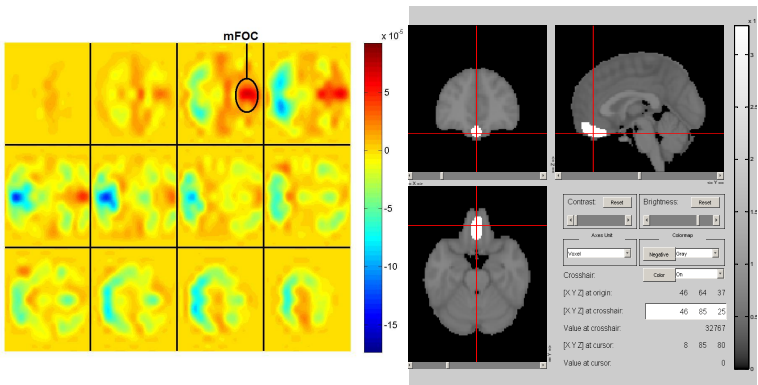 mFOC
x 10-5
5
0
-5
-10
-15
x 1
3
2.5
2
1.5
1
0.5
0
<= X =>
<= Z =>
<= Y =>
<= Y =>
Contrast: Reset
Brightness: Reset
Axes Unit
Colormap
Voxel
Negative Gray
Crosshair: Color On
[X Y Z] at origin: 46 64 37
[X Y Z] at crosshair: 46 85 25
Value at crosshair: 32767
[X Y Z] at cursor: 8 85 80
Value at cursor: 0